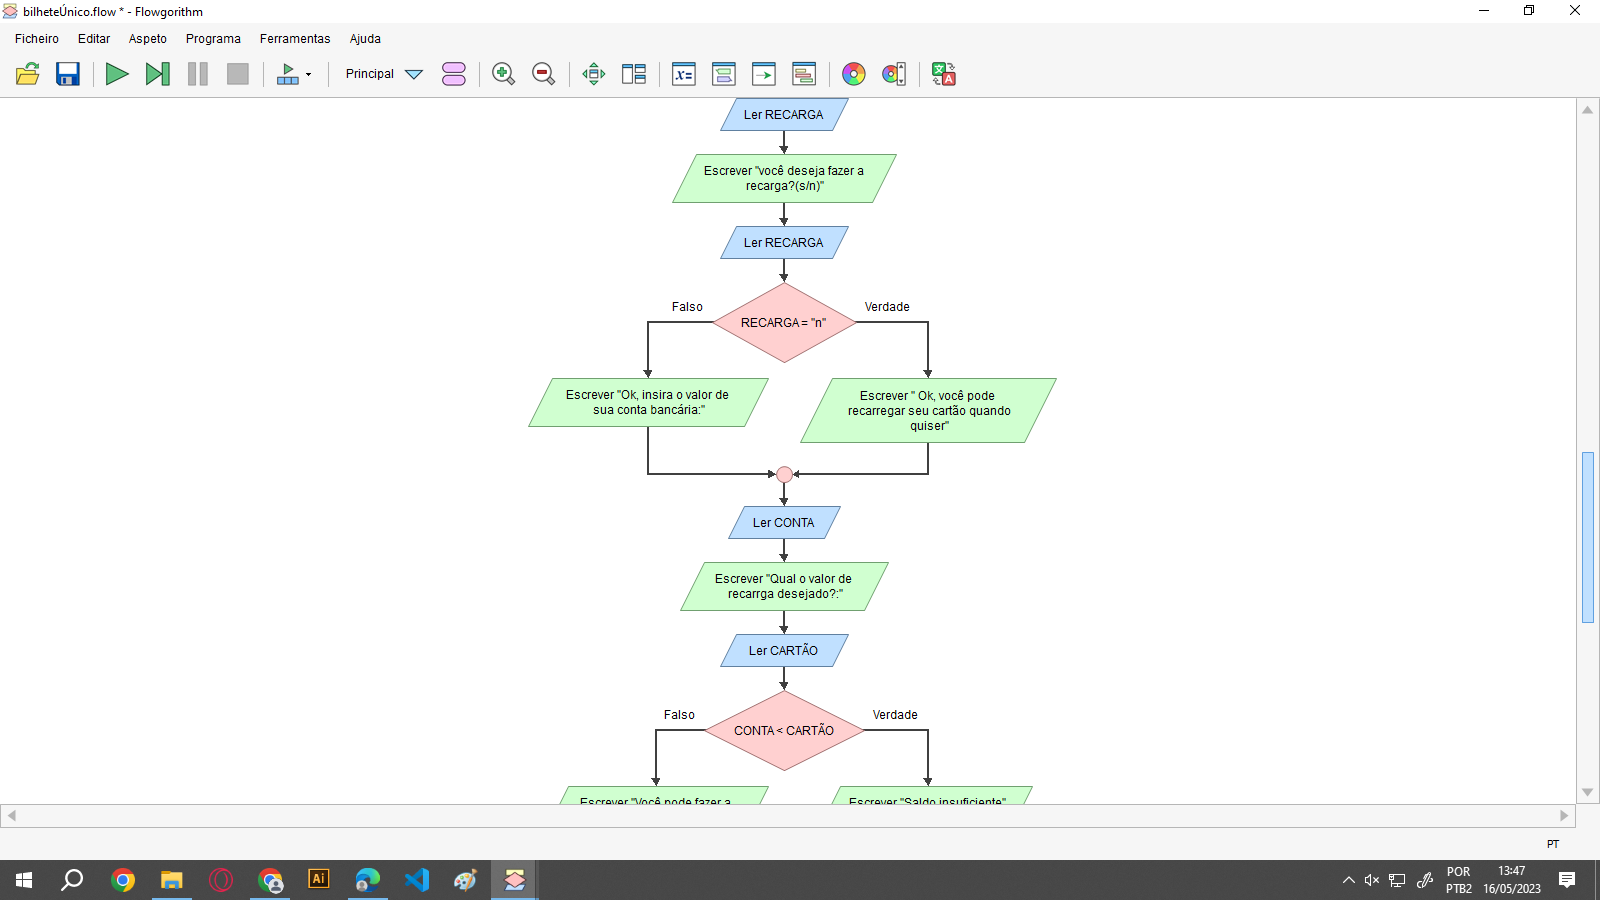 bilheteÚnico.flow * - Flowgorithm
Ficheiro Editar Aspeto Programa Ferramentas Ajuda
Principal
Ler RECARGA
Escrever "você deseja fazer a
recarga?(s/n)"
Ler RECARGA
Falso
Verdade
RECARGA = "n"
Escrever "Ok, insira o valor de
sua conta bancária:"
Escrever " Ok, você pode
recarregar seu cartão quando
quiser"
Ler CONTA
Escrever "Qual o valor de
recarrga desejado?:"
Ler CARTÃO
Falso
Verdade
CONTA < CARTÃO
Escrever "Você pode fazer a
Escrever "Saldo insuficiente"
PT
Ai
POR
PTB2
13:47
16/05/2023